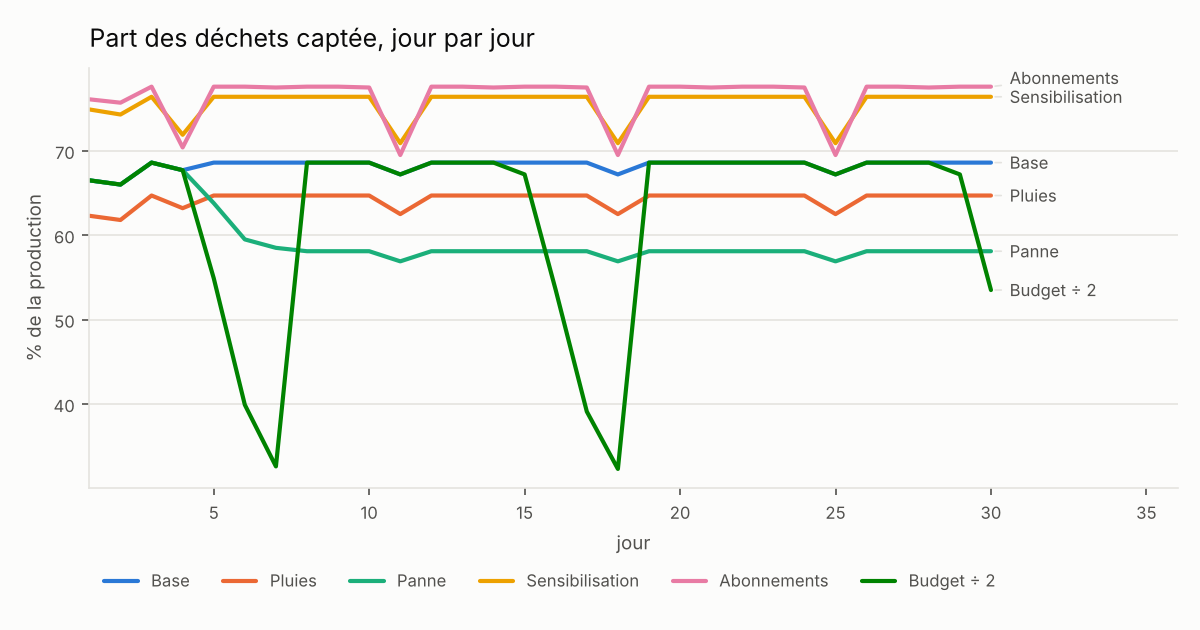 Part des déchets captée, jour par jour
Abonnements
Sensibilisation
Base
Pluies
Panne
Budget ÷ 2
% de la production
70
60
50
40
5 10 15 20 25 30 35
jour
Base Pluies Panne Sensibilisation Abonnements Budget ÷ 2